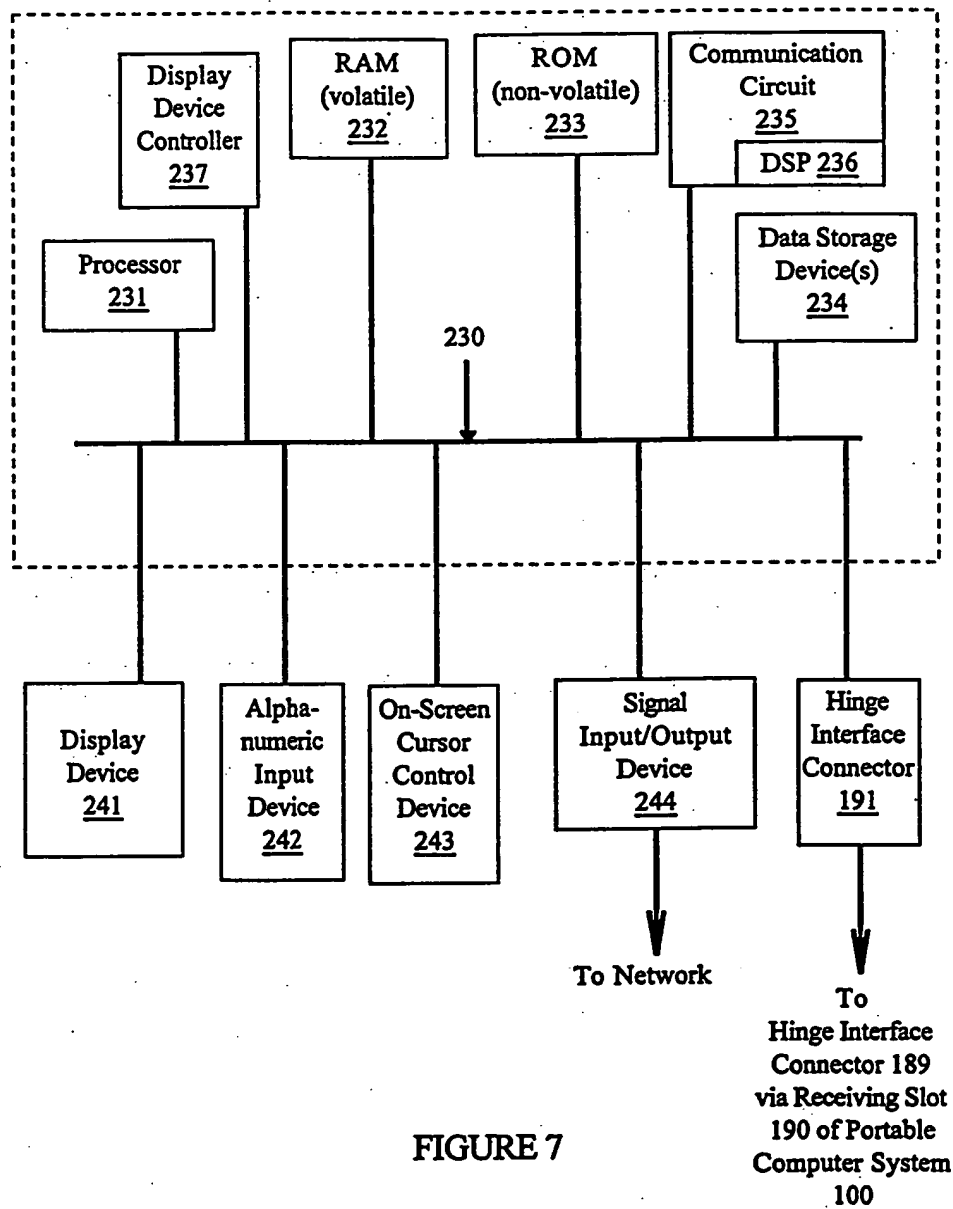 Display
Device
Controller
237
RAM
(volatile)
232
ROM
(non-volatile)
233
Communication
Circuit
235
DSP 236
Processor
231
Data Storage
Device(s)
234
230
Display
Device
241
Alpha-
numeric
Input
Device
242
On-Screen
Cursor
Control
Device
243
Signal
Input/Output
Device
244
Hinge
Interface
Connector
191
To Network
To
Hinge Interface
Connector 189
via Receiving Slot
190 of Portable
Computer System
100
FIGURE 7